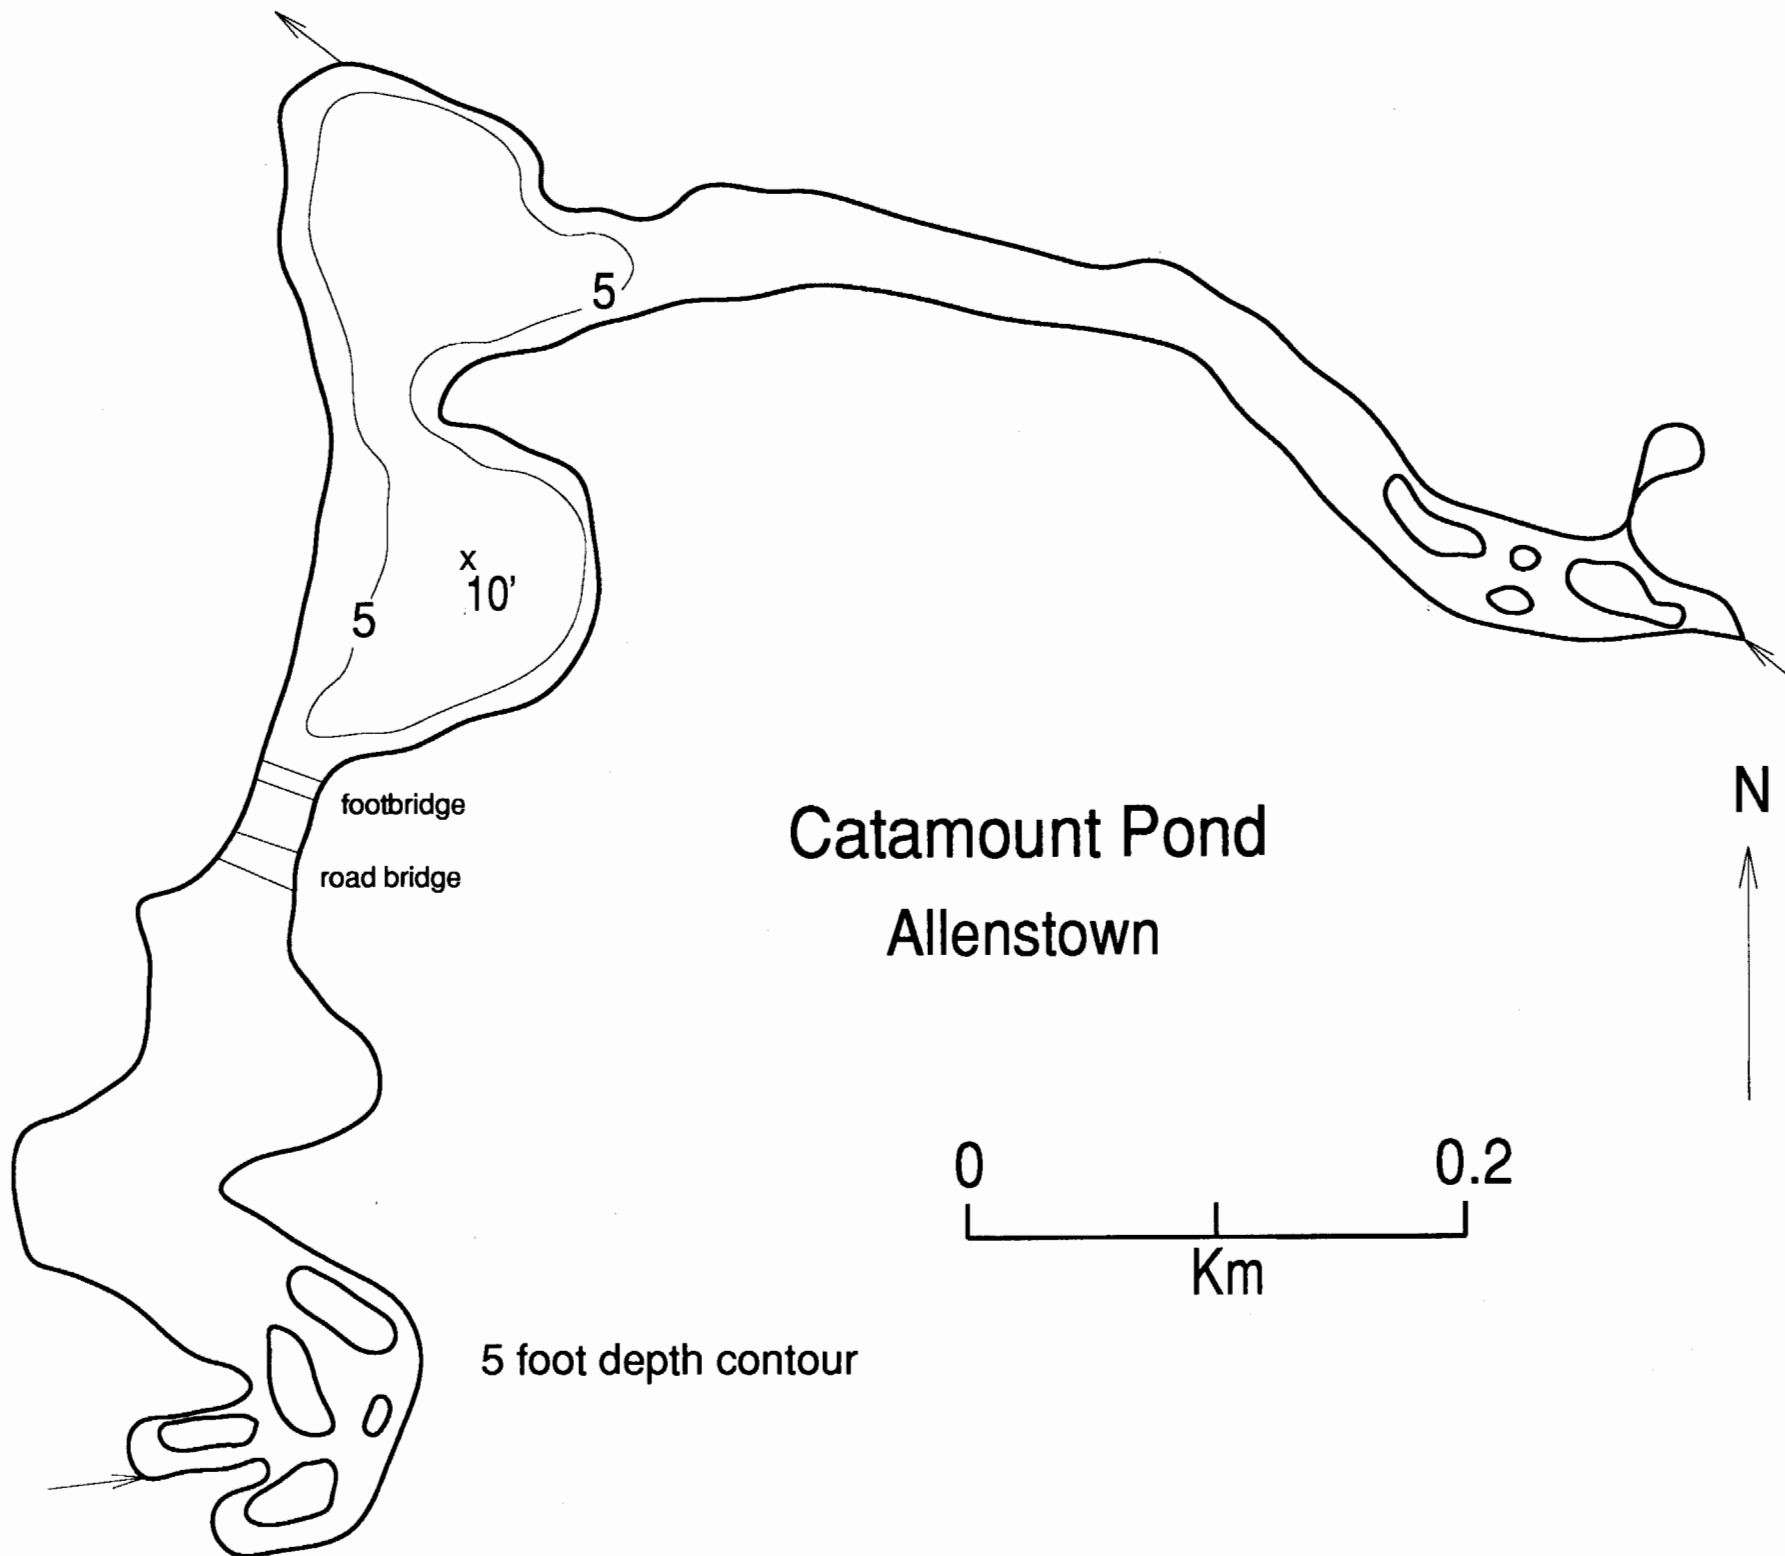 5
x
10'
5
footbridge
road bridge
Catamount Pond
Allenstown
N
0 0.2
Km
5 foot depth contour